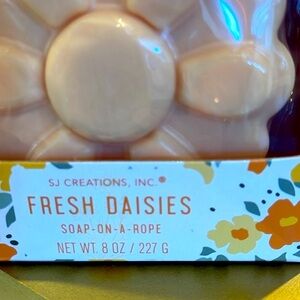 SJ CREATIONS, INC.®
FRESH DAISIES
SOAP-ON-A-ROPE
NET WT. 8 OZ / 227 G